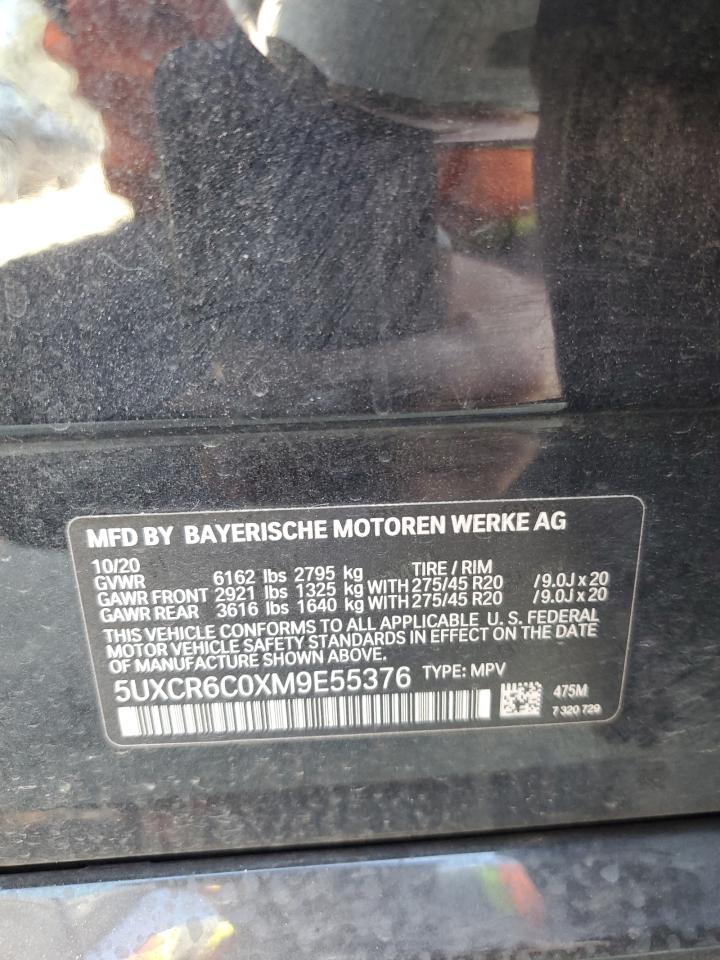 MFD BY BAYERISCHE MOTOREN WERKE AG
10/20 TIRE / RIM
GVWR 6162 lbs 2795 kg
GAWR FRONT 2921 lbs 1325 kg WITH 275/45 R20 /9.0J x 20
GAWR REAR 3616 lbs 1640 kg WITH 275/45 R20 /9.0J x 20
THIS VEHICLE CONFORMS TO ALL APPLICABLE U. S. FEDERAL
MOTOR VEHICLE SAFETY STANDARDS IN EFFECT ON THE DATE
OF MANUFACTURE SHOWN ABOVE.
5UXCR6C0XM9E55376 TYPE: MPV
475M
7 320 729